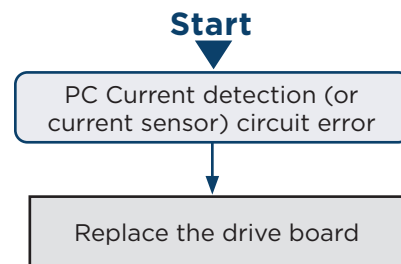 Start
PC Current detection (or
current sensor) circuit error
Replace the drive board